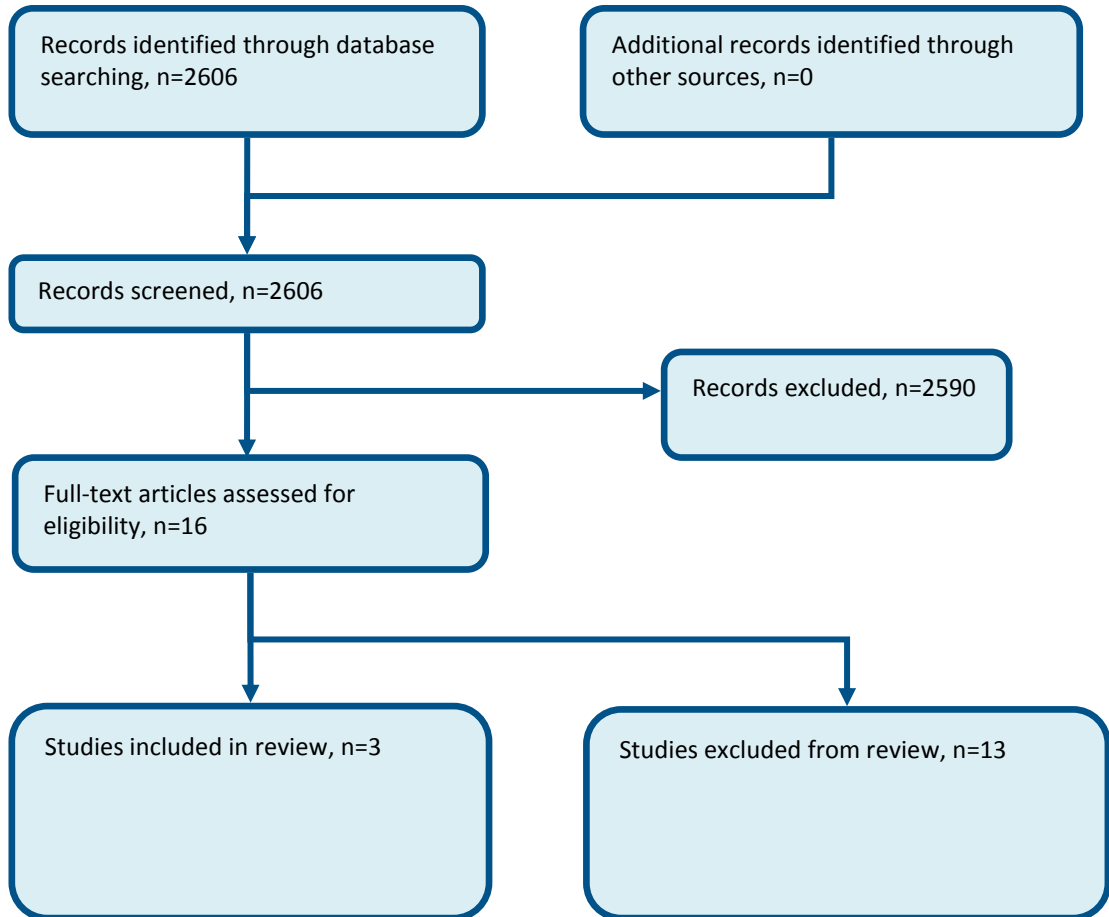 Records identified through database
searching, n=2606
Additional records identified through
other sources, n=0
Records screened, n=2606
Records excluded, n=2590
Full-text articles assessed for
eligibility, n=16
Studies included in review, n=3
Studies excluded from review, n=13